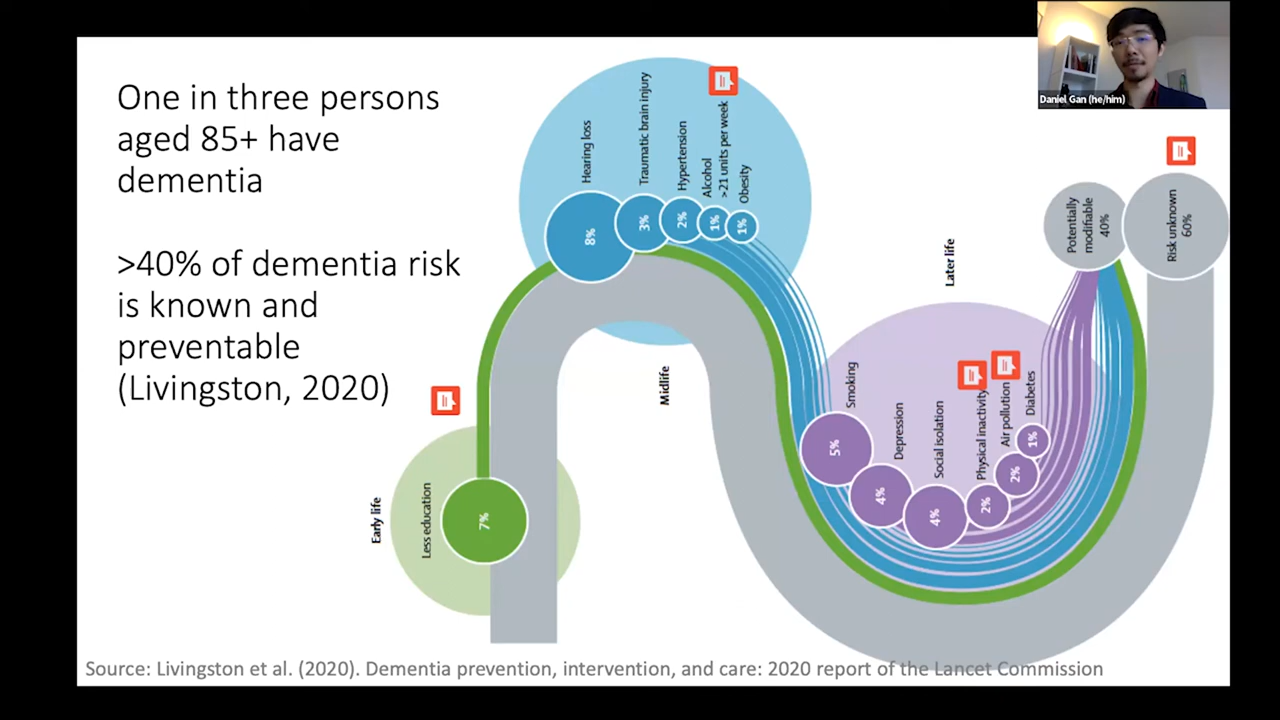 One in three persons
aged 85+ have
dementia
>40% of dementia risk
is known and
preventable
(Livingston, 2020)
Early life
Less education
7%
Midlife
Hearing loss
8%
Traumatic brain injury
3%
Hypertension
2%
Alcohol
>21 units per week
1%
Obesity
1%
Later life
Smoking
5%
Depression
4%
Social isolation
4%
Physical inactivity
2%
Air pollution
2%
Diabetes
1%
Potentially
modifiable
40%
Risk unknown
60%
Daniel Gan (he/him)
Source: Livingston et al. (2020). Dementia prevention, intervention, and care: 2020 report of the Lancet Commission